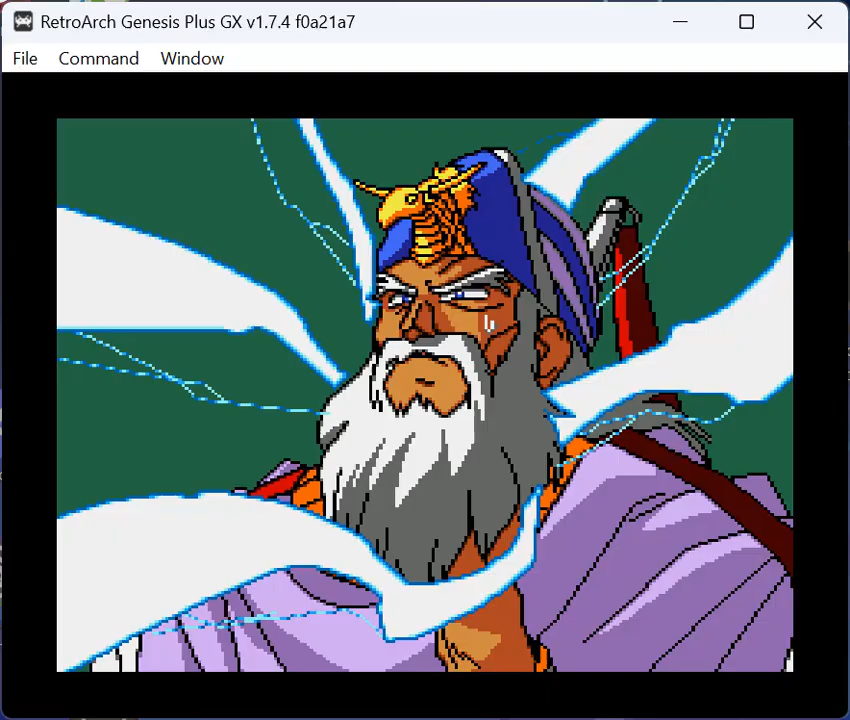 RetroArch Genesis Plus GX v1.7.4 f0a21a7
File Command Window